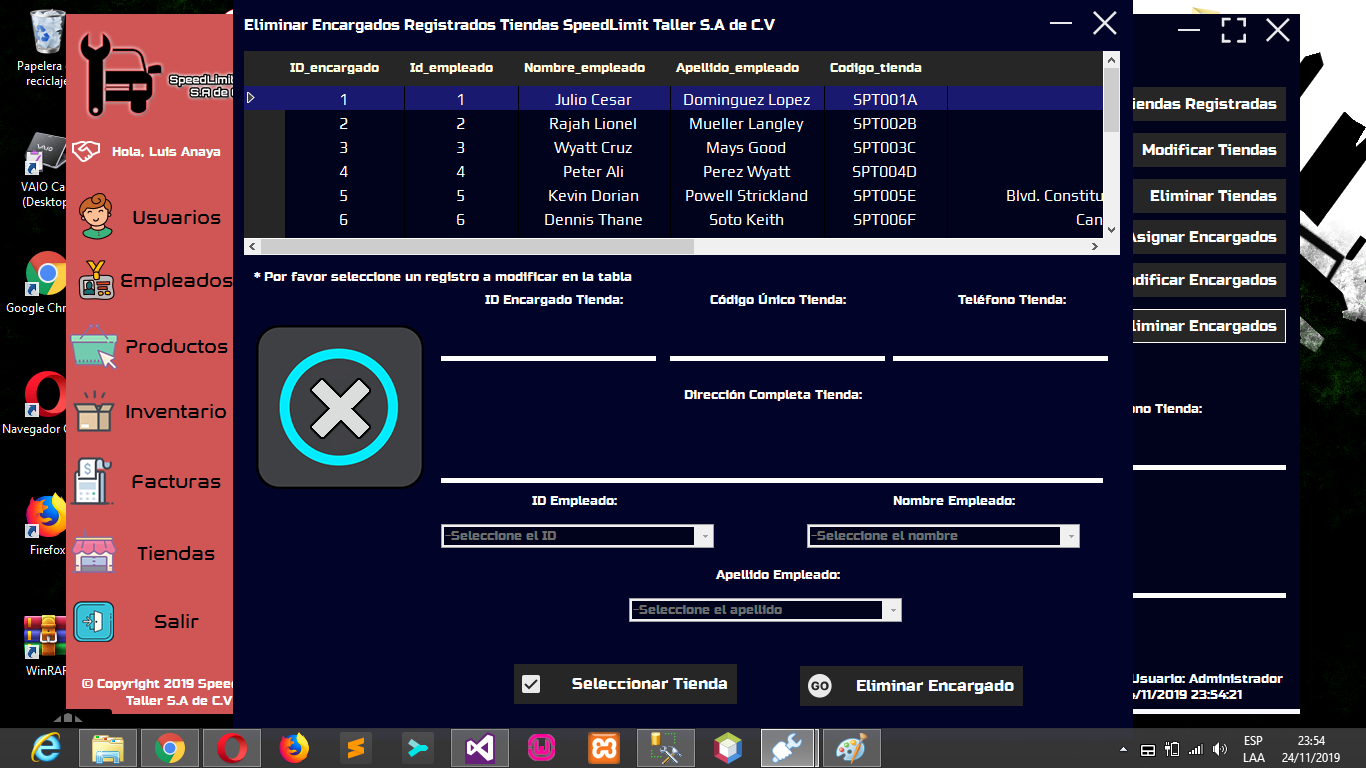 Eliminar Encargados Registrados Tiendas SpeedLimit Taller S.A de C.V
ID_encargado Id_empleado Nombre_empleado Apellido_empleado Codigo_tienda
1 1 Julio Cesar Dominguez Lopez SPT001A
2 2 Rajah Lionel Mueller Langley SPT002B
3 3 Wyatt Cruz Mays Good SPT003C
4 4 Peter Ali Perez Wyatt SPT004D
5 5 Kevin Dorian Powell Strickland SPT005E Blvd. Constitu
6 6 Dennis Thane Soto Keith SPT006F Can
* Por favor seleccione un registro a modificar en la tabla
ID Encargado Tienda: Código Único Tienda: Teléfono Tienda:
Dirección Completa Tienda:
ID Empleado: Nombre Empleado:
-Seleccione el ID -Seleccione el nombre
Apellido Empleado:
-Seleccione el apellido
Seleccionar Tienda
GO Eliminar Encargado
Papelera
reciclaje
VAIO
VAIO Ca
(Desktop
Google Chr
Navegador
Firefox
WinRAR
SpeedLimit
S.A de
Hola, Luis Anaya
Usuarios
Empleados
Productos
Inventario
Facturas
Tiendas
Salir
© Copyright 2019 Spee
Taller S.A de C.V
iendas Registradas
Modificar Tiendas
Eliminar Tiendas
Asignar Encargados
odificar Encargados
liminar Encargados
ono Tienda:
Usuario: Administrador
/11/2019 23:54:21
ESP
LAA
23:54
24/11/2019